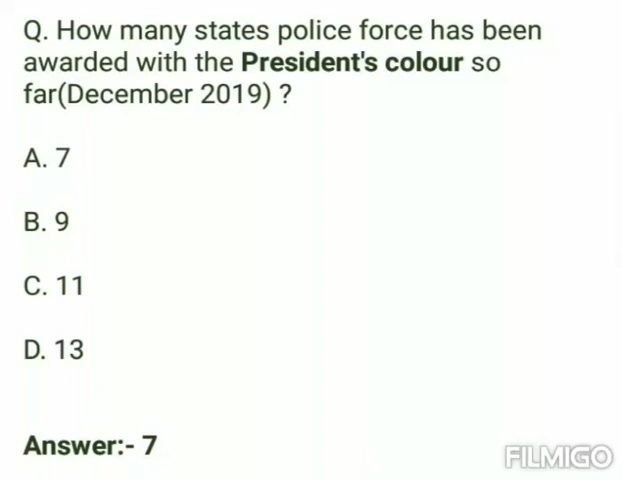 Q. How many states police force has been
awarded with the President's colour so
far(December 2019) ?
A. 7
B. 9
C. 11
D. 13
Answer:- 7
FILMIGO